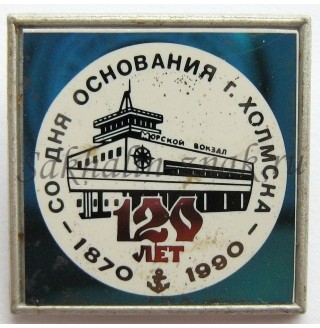 СО ДНЯ ОСНОВАНИЯ г. ХОЛМСКА
МОРСКОЙ ВОКЗАЛ
120
ЛЕТ
1870
1990